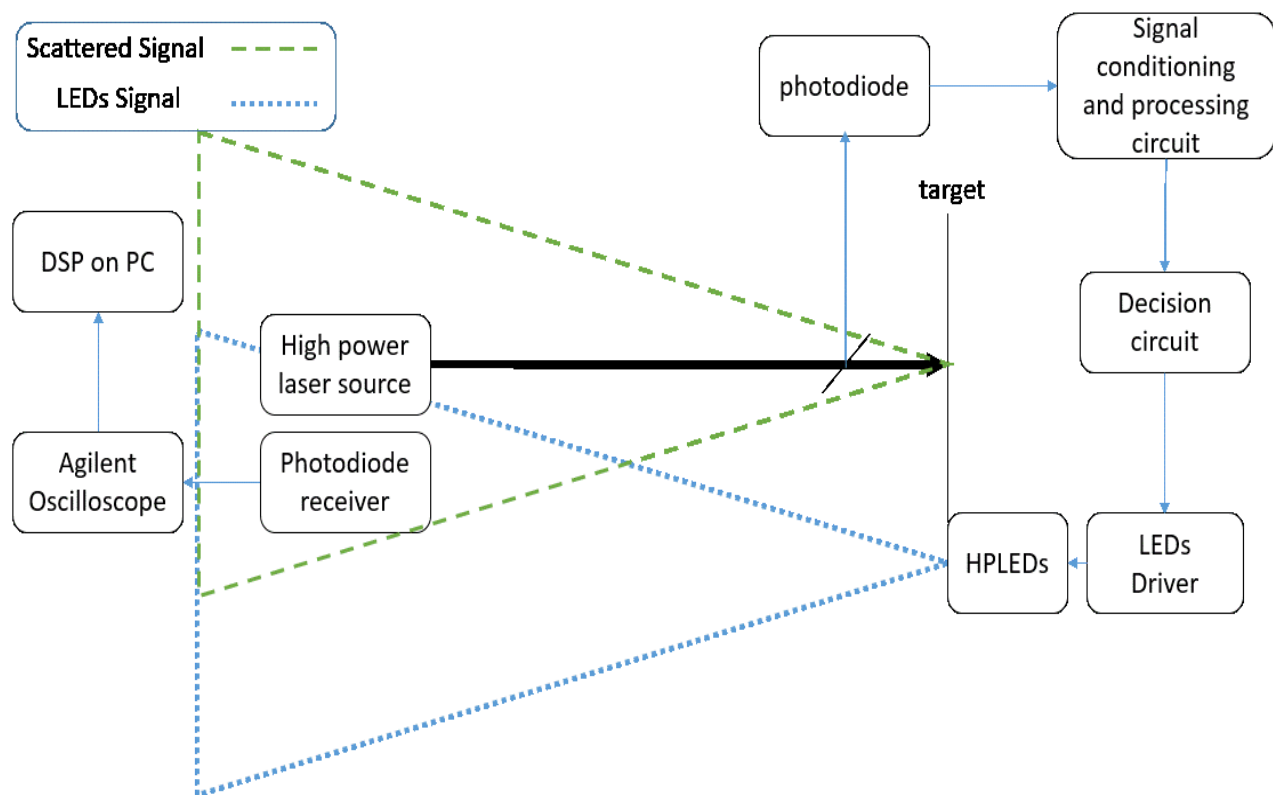 Scattered Signal
LEDs Signal
photodiode
Signal
conditioning
and processing
circuit
target
DSP on PC
High power
laser source
Decision
circuit
Agilent
Oscilloscope
Photodiode
receiver
HPLEDs
LEDs
Driver